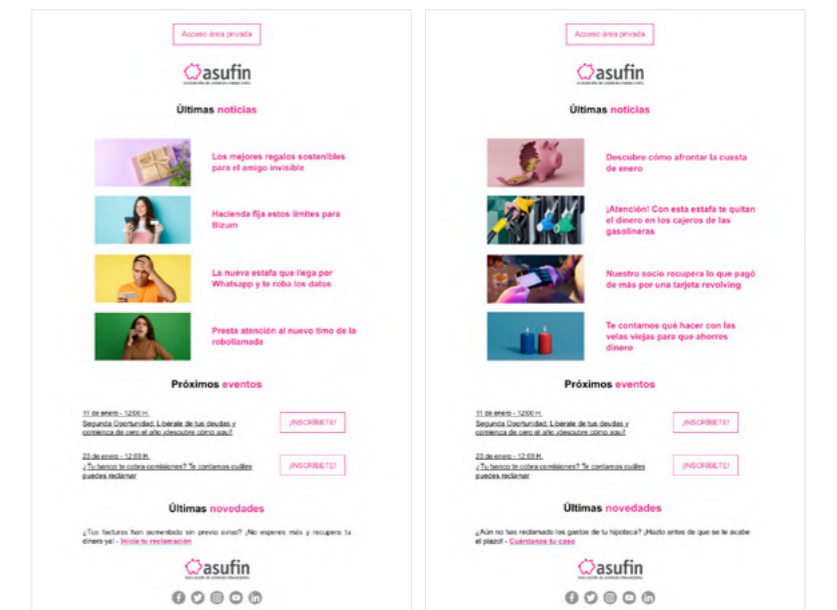 Acceso área privada
asufin
Últimas noticias
Los mejores regalos sostenibles
para el amigo invisible
Hacienda fija estos límites para
Bizum
La nueva estafa que llega por
Whatsapp y te roba los datos
Presta atención al nuevo timo de la
robollamada
Próximos eventos
11 de enero - 12:00 H.
Segunda Oportunidad: Libérate de tus deudas y
comienza de cero el año ¡descubre cómo aquí!
¡INSCRÍBETE!
23 de enero - 12:00 H.
¿Tu banco te cobra comisiones? Te contamos cuáles
puedes reclamar
¡INSCRÍBETE!
Últimas novedades
¿Tus facturas han aumentado sin previo aviso? ¡No esperes más y recupera tu
dinero ya! - Inicia tu reclamación
asufin
Acceso área privada
asufin
Últimas noticias
Descubre cómo afrontar la cuesta
de enero
¡Atención! Con esta estafa te quitan
el dinero en los cajeros de las
gasolineras
Nuestro socio recupera lo que pagó
de más por una tarjeta revolving
Te contamos qué hacer con las
velas viejas para que ahorres
dinero
Próximos eventos
11 de enero - 12:00 H.
Segunda Oportunidad: Libérate de tus deudas y
comienza de cero el año ¡descubre cómo aquí!
¡INSCRÍBETE!
23 de enero - 12:00 H.
¿Tu banco te cobra comisiones? Te contamos cuáles
puedes reclamar
¡INSCRÍBETE!
Últimas novedades
¿Aún no has reclamado los gastos de tu hipoteca? ¡Hazlo antes de que se te acabe
el plazo! - Cuéntanos tu caso
asufin